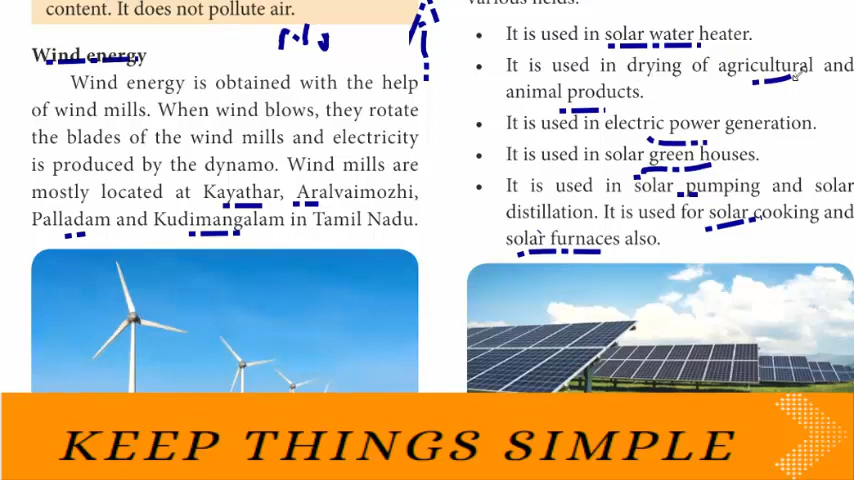 content. It does not pollute air.
Wind energy
Wind energy is obtained with the help
of wind mills. When wind blows, they rotate
the blades of the wind mills and electricity
is produced by the dynamo. Wind mills are
mostly located at Kayathar, Aralvaimozhi,
Palladam and Kudimangalam in Tamil Nadu.
• It is used in solar water heater.
• It is used in drying of agricultural and
animal products.
• It is used in electric power generation.
• It is used in solar green houses.
• It is used in solar pumping and solar
distillation. It is used for solar cooking and
solar furnaces also.
KEEP THINGS SIMPLE